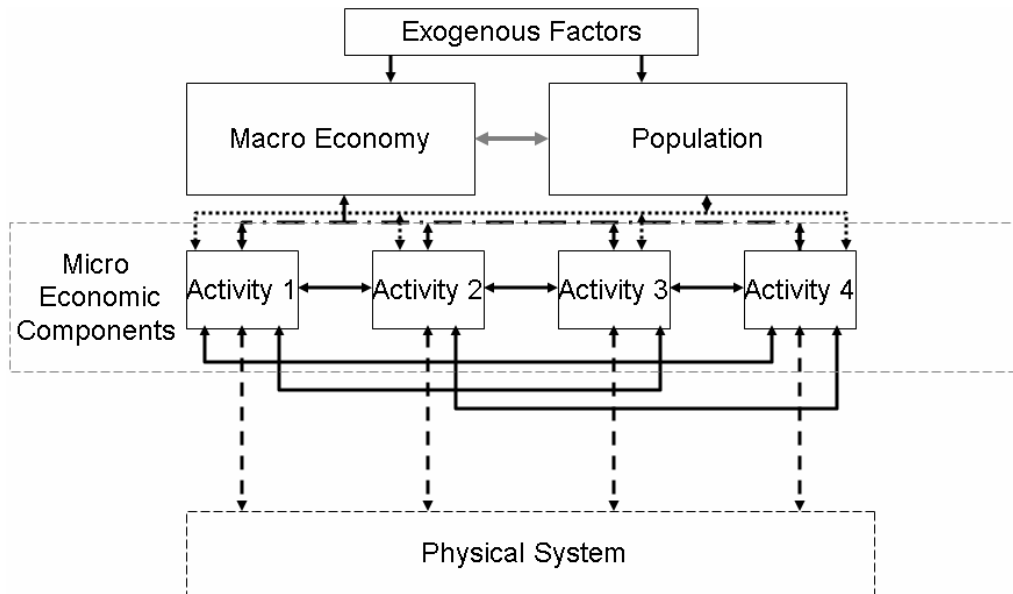 Exogenous Factors
Macro Economy
Population
Micro
Economic
Components
Activity 1
Activity 2
Activity 3
Activity 4
Physical System